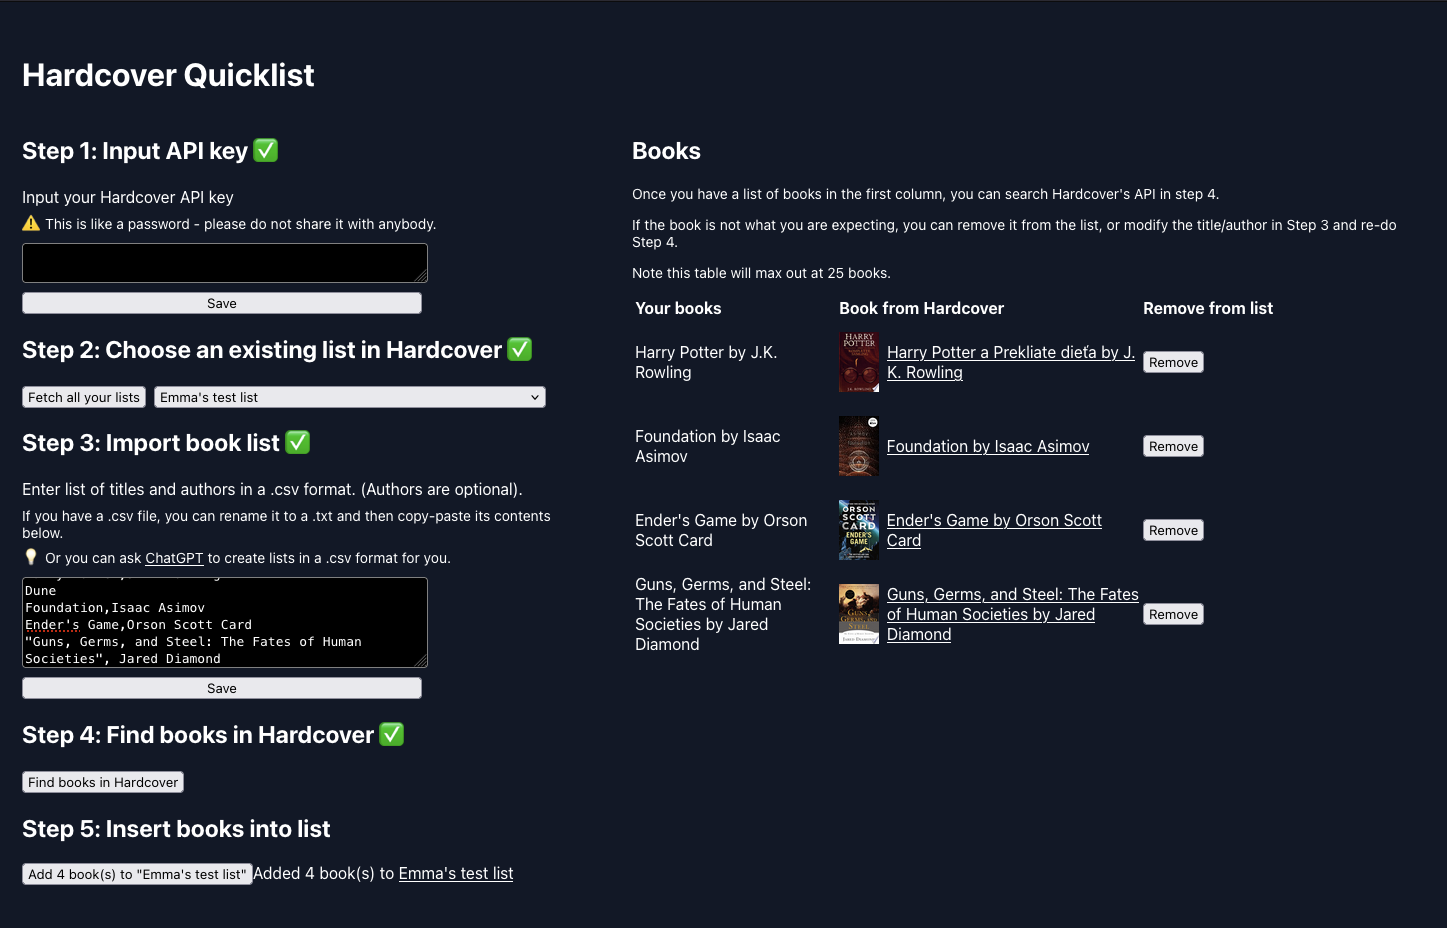 Hardcover Quicklist
Step 1: Input API key ✅
Input your Hardcover API key
⚠️ This is like a password - please do not share it with anybody.
Save
Step 2: Choose an existing list in Hardcover ✅
Fetch all your lists
Emma's test list
Step 3: Import book list ✅
Enter list of titles and authors in a .csv format. (Authors are optional).
If you have a .csv file, you can rename it to a .txt and then copy-paste its contents
below.
💡 Or you can ask ChatGPT to create lists in a .csv format for you.
Dune
Foundation,Isaac Asimov
Ender's Game,Orson Scott Card
"Guns, Germs, and Steel: The Fates of Human
Societies", Jared Diamond
Save
Step 4: Find books in Hardcover ✅
Find books in Hardcover
Step 5: Insert books into list
Add 4 book(s) to "Emma's test list" Added 4 book(s) to Emma's test list
Books
Once you have a list of books in the first column, you can search Hardcover's API in step 4.
If the book is not what you are expecting, you can remove it from the list, or modify the title/author in Step 3 and re-do
Step 4.
Note this table will max out at 25 books.
Your books
Book from Hardcover
Remove from list
Harry Potter by J.K.
Rowling
HARRY
POTTER
Harry Potter a Prekliate dieťa by J.
K. Rowling
Remove
Foundation by Isaac
Asimov
Foundation by Isaac Asimov
Remove
Ender's Game by Orson
Scott Card
ORSON
SCOTT
CARD
ENDER'S
GAME
Ender's Game by Orson Scott
Card
Remove
Guns, Germs, and Steel:
The Fates of Human
Societies by Jared
Diamond
GUNS,
GERMS, and
STEEL
JARED DIAMOND
Guns, Germs, and Steel: The Fates
of Human Societies by Jared
Diamond
Remove